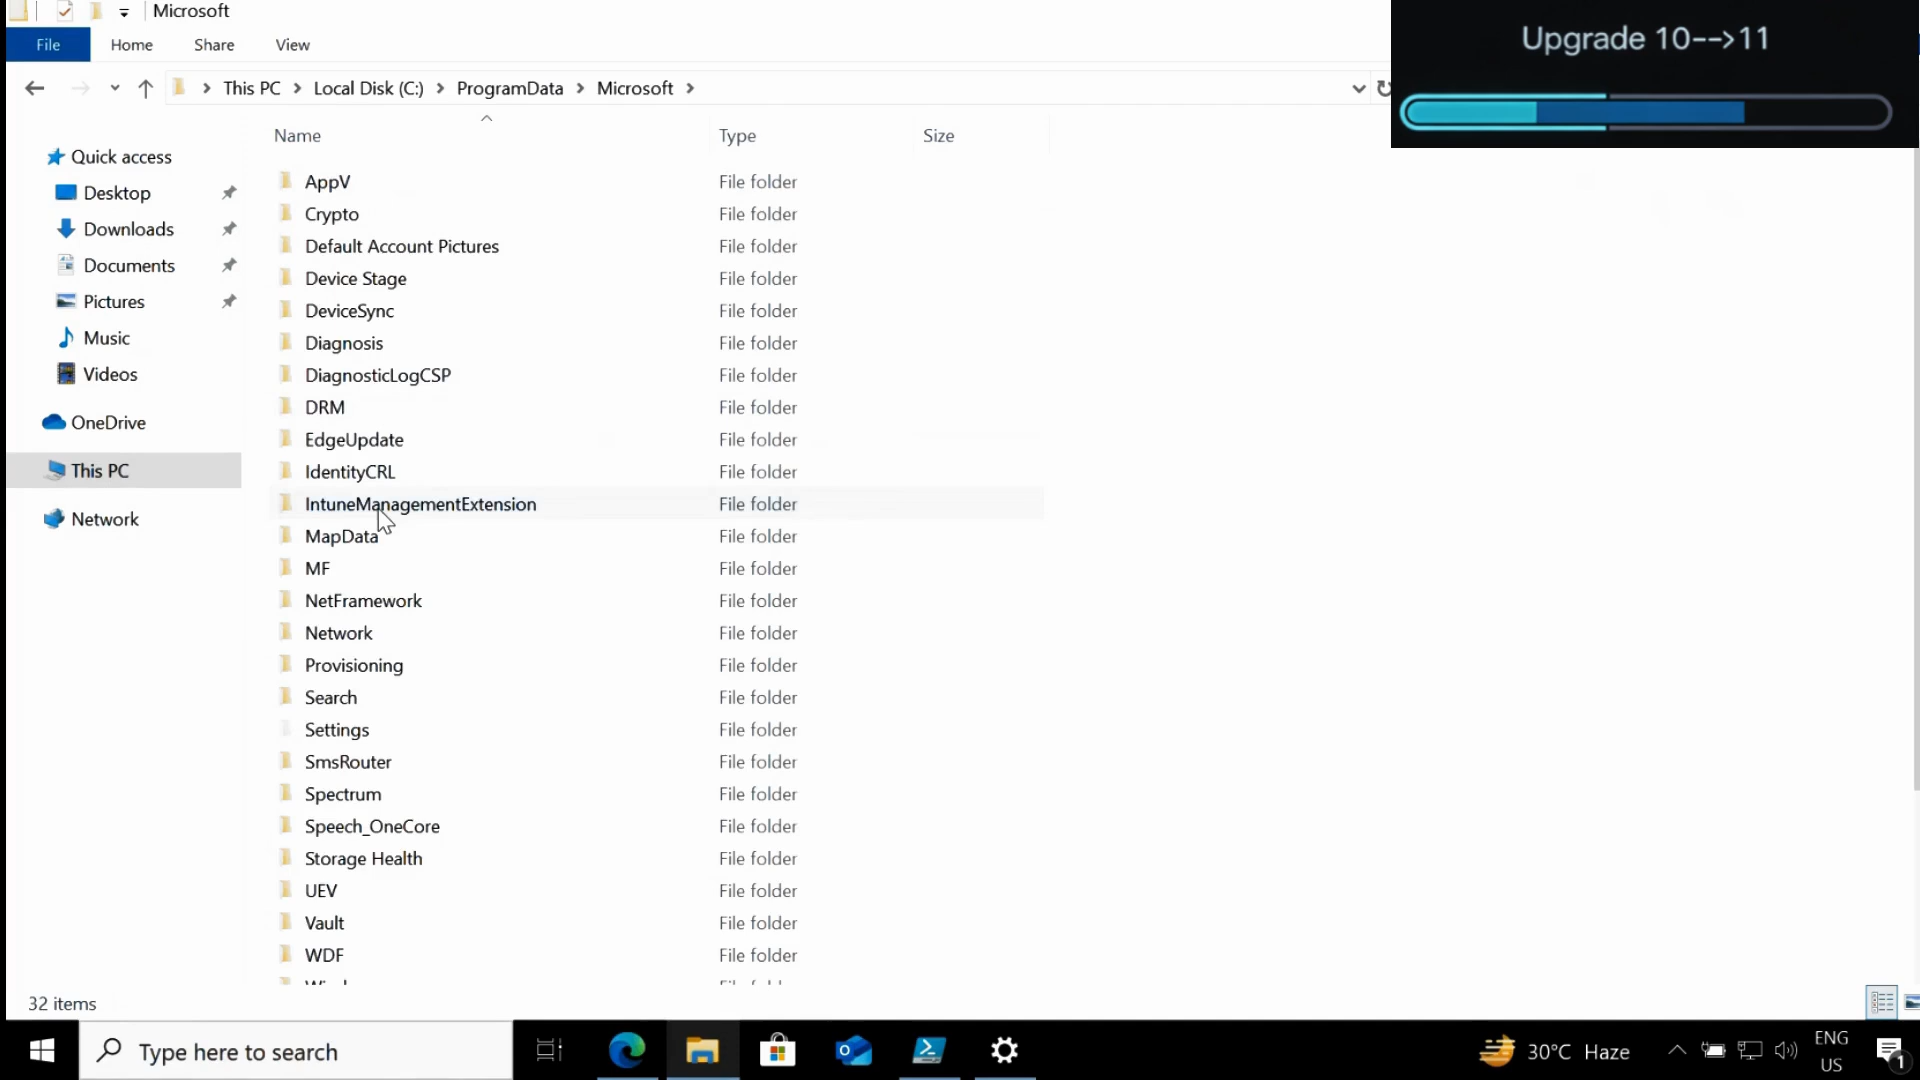 Microsoft
Upgrade 10-->11
File Home Share View
This PC Local Disk (C:) ProgramData Microsoft
Name Type Size
Quick access
Desktop
Downloads
Documents
Pictures
Music
Videos
OneDrive
This PC
Network
AppV File folder
Crypto File folder
Default Account Pictures File folder
Device Stage File folder
DeviceSync File folder
Diagnosis File folder
DiagnosticLogCSP File folder
DRM File folder
EdgeUpdate File folder
IdentityCRL File folder
IntuneManagementExtension File folder
MapData File folder
MF File folder
NetFramework File folder
Network File folder
Provisioning File folder
Search File folder
Settings File folder
SmsRouter File folder
Spectrum File folder
Speech_OneCore File folder
Storage Health File folder
UEV File folder
Vault File folder
WDF File folder
32 items
Type here to search
30°C Haze
ENG
US
1